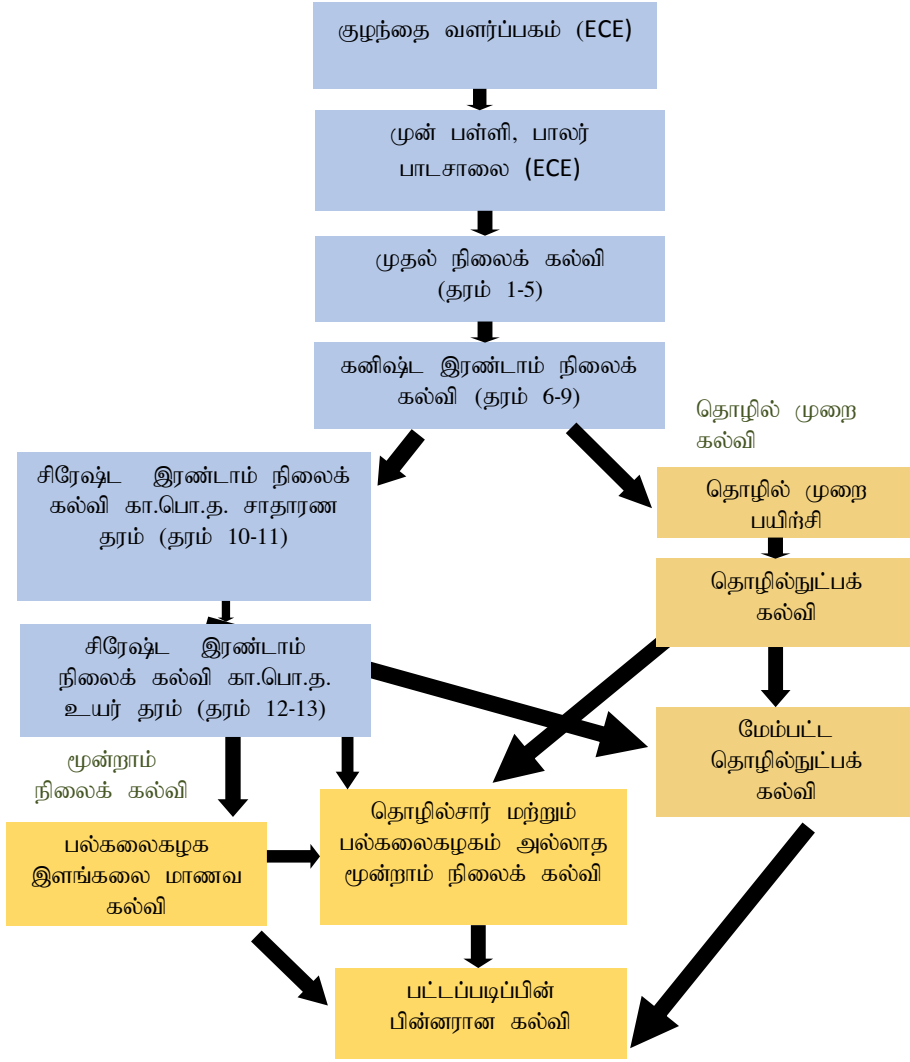 குழந்தை வளர்ப்பகம் (ECE)
முன் பள்ளி, பாலர்
பாடசாலை (ECE)
முதல் நிலைக் கல்வி
(தரம் 1-5)
கனிஷ்ட இரண்டாம் நிலைக்
கல்வி (தரம் 6-9)
தொழில் முறை
கல்வி
சிரேஷ்ட இரண்டாம் நிலைக்
கல்வி கா.பொ.த. சாதாரண
தரம் (தரம் 10-11)
தொழில் முறை
பயிற்சி
தொழில்நுட்பக்
கல்வி
சிரேஷ்ட இரண்டாம்
நிலைக் கல்வி கா.பொ.த.
உயர் தரம் (தரம் 12-13)
மேம்பட்ட
தொழில்நுட்பக்
கல்வி
மூன்றாம்
நிலைக் கல்வி
பல்கலைகழக
இளங்கலை மாணவ
கல்வி
தொழில்சார் மற்றும்
பல்கலைகழகம் அல்லாத
மூன்றாம் நிலைக் கல்வி
பட்டப்படிப்பின்
பின்னரான கல்வி